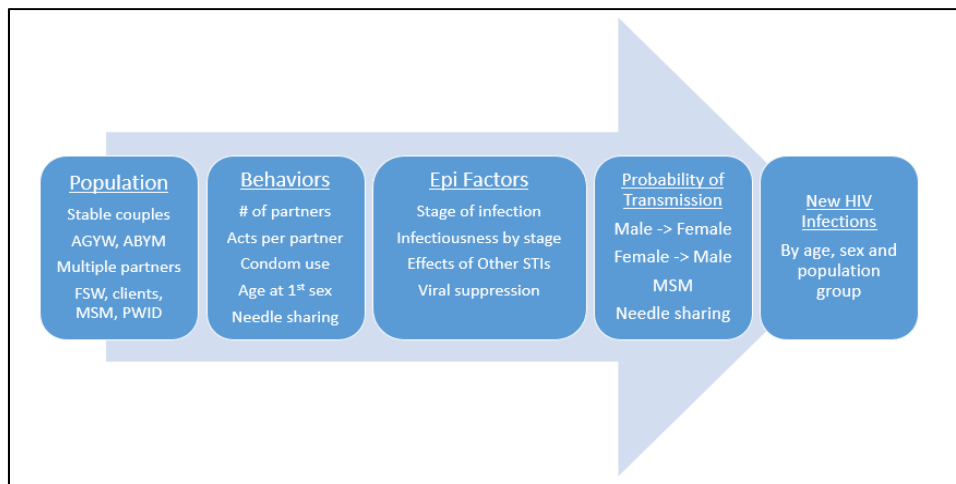 Population
Stable couples
AGYW, ABYM
Multiple partners
FSW, clients,
MSM, PWID
Behaviors
# of partners
Acts per partner
Condom use
Age at 1st sex
Needle sharing
Epi Factors
Stage of infection
Infectiousness by stage
Effects of Other STIs
Viral suppression
Probability of
Transmission
Male -> Female
Female -> Male
MSM
Needle sharing
New HIV
Infections
By age, sex and
population
group